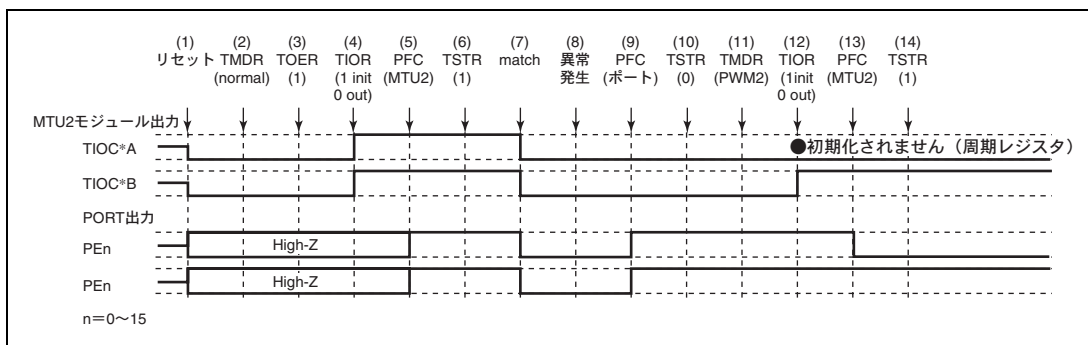 (1) (2) (3) (4) (5) (6) (7) (8) (9) (10) (11) (12) (13) (14)
リセット TMDR TOER TIOR PFC TSTR match 異常 PFC TSTR TMDR TIOR PFC TSTR
(normal) (1) (1 init (MTU2) (1) 発生 (ポート) (0) (PWM2) (1init (MTU2) (1)
0 out) 0 out)
MTU2モジュール出力
TIOC*A ●初期化されません（周期レジスタ）
TIOC*B
PORT出力
PEn High-Z
PEn High-Z
n＝0～15